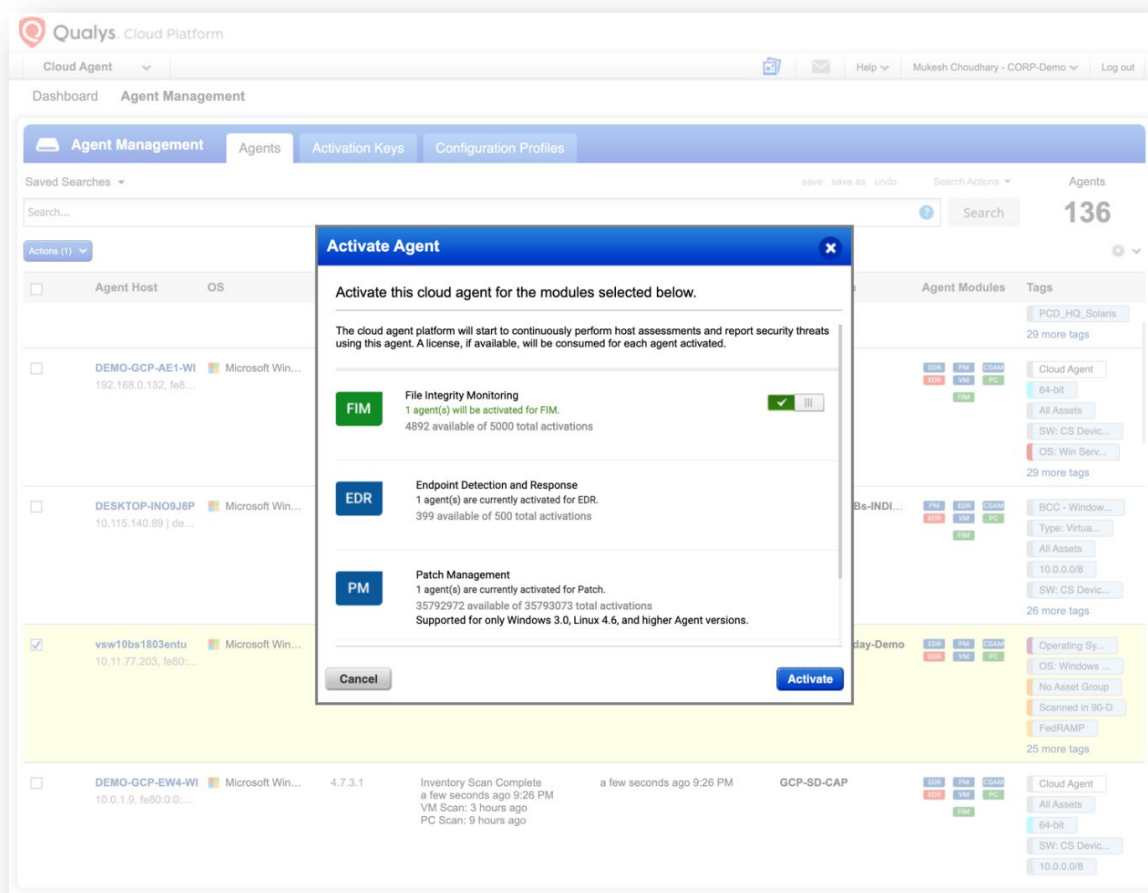 Qualys. Cloud Platform
Cloud Agent
Help
Mukesh Choudhary - CORP-Demo
Log out
Dashboard
Agent Management
Agent Management
Agents
Activation Keys
Configuration Profiles
Saved Searches
save save as undo
Search Actions
Agents
Search...
?
Search
136
Actions (1)
Activate Agent
Agent Host
OS
Agent Modules
Tags
Activate this cloud agent for the modules selected below.
The cloud agent platform will start to continuously perform host assessments and report security threats
using this agent. A license, if available, will be consumed for each agent activated.
PCD_HQ_Solaris
29 more tags
FIM
File Integrity Monitoring
1 agent(s) will be activated for FIM.
4892 available of 5000 total activations
DEMO-GCP-AE1-WI
Microsoft Win...
192.168.0.132, fe8...
EDR PM CSAM
XDR VM PC
FIM
Cloud Agent
64-bit
All Assets
SW: CS Devic...
OS: Win Serv...
29 more tags
EDR
Endpoint Detection and Response
1 agent(s) are currently activated for EDR.
399 available of 500 total activations
DESKTOP-INO9J8P
Microsoft Win...
10.115.140.89 | de...
Bs-INDI...
PM EDR CSAM
XDR VM PC
FIM
BCC - Window...
Type: Virtua...
All Assets
10.0.0.0/8
SW: CS Devic...
26 more tags
PM
Patch Management
1 agent(s) are currently activated for Patch.
35792972 available of 35793073 total activations
Supported for only Windows 3.0, Linux 4.6, and higher Agent versions.
vsw10bs1803entu
Microsoft Win...
10.11.77.203, fe80:...
day-Demo
EDR PM CSAM
XDR VM PC
Operating Sy...
OS: Windows ...
No Asset Group
Scanned in 90-D
FedRAMP
25 more tags
Cancel
Activate
DEMO-GCP-EW4-WI
Microsoft Win...
10.0.1.9, fe80:0:0:...
4.7.3.1
Inventory Scan Complete
a few seconds ago 9:26 PM
VM Scan: 3 hours ago
PC Scan: 9 hours ago
a few seconds ago 9:26 PM
GCP-SD-CAP
EDR PM CSAM
XDR VM PC
FIM
Cloud Agent
All Assets
64-bit
SW: CS Devic...
10.0.0.0/8